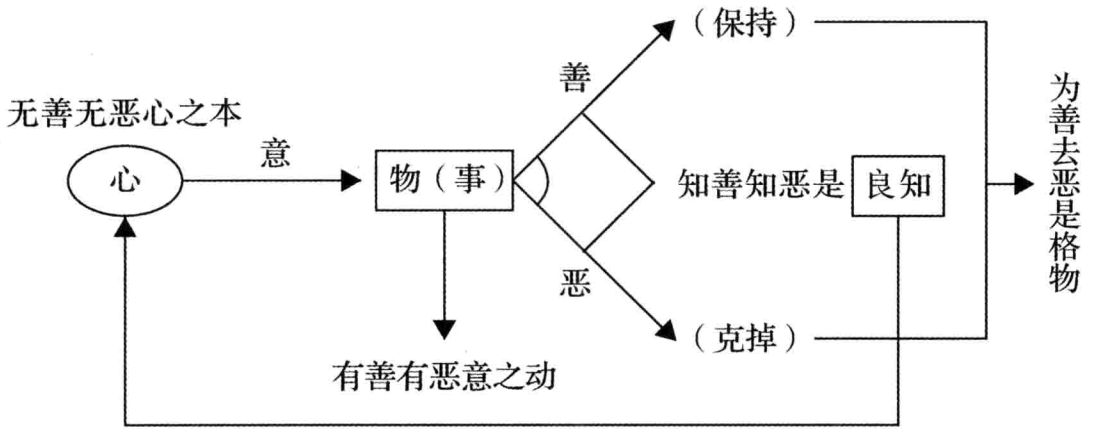 （保持）
善
无善无恶心之本
意
心
物（事）
知善知恶是 良知
为善去恶是格物
恶
（克掉）
有善有恶意之动